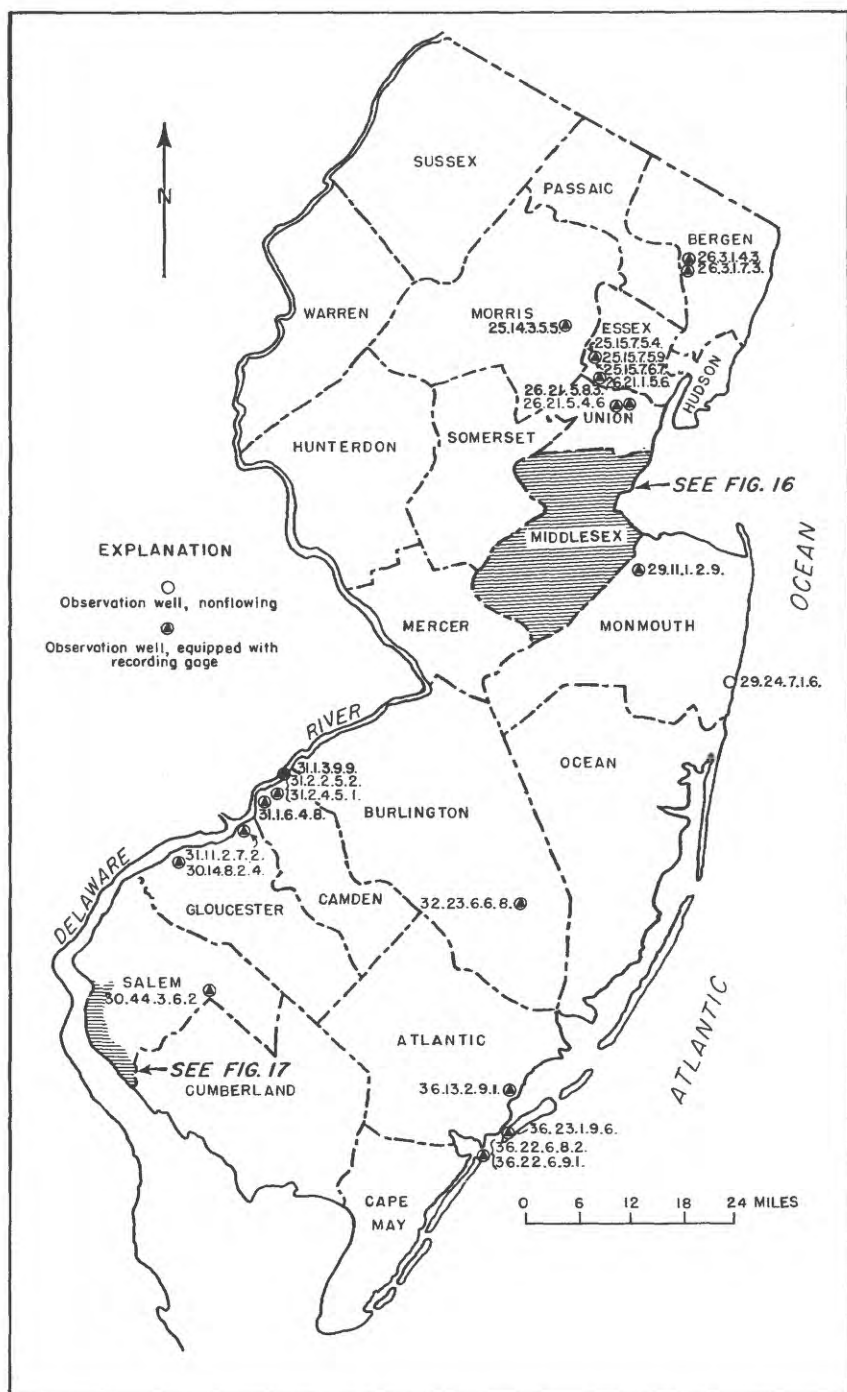 N
SUSSEX
PASSAIC
BERGEN
26.3.1.4.3.
26.3.1.7.3.
WARREN
MORRIS
25.14.3.5.5.
ESSEX
25.15.7.5.4.
25.15.7.5.9
25.15.7.6.7.
26.21.1.5.6.
HUDSON
26.21.5.8.3.
26.21.5.4.6
UNION
HUNTERDON
SOMERSET
SEE FIG. 16
MIDDLESEX
OCEAN
EXPLANATION
Observation well, nonflowing
Observation well, equipped with
recording gage
29.11.1.2.9.
MERCER
MONMOUTH
29.24.7.1.6.
RIVER
OCEAN
31.1.3.9.9.
31.2.2.5.2.
31.2.4.5.1.
31.1.6.4.8.
BURLINGTON
DELAWARE
31.11.2.7.2.
30.14.8.2.4.
CAMDEN
GLOUCESTER
32.23.6.6.8.
SALEM
30.44.3.6.2
ATLANTIC
ATLANTIC
SEE FIG. 17
CUMBERLAND
36.13.2.9.1.
36.23.1.9.6.
36.22.6.8.2.
36.22.6.9.1.
CAPE
MAY
0 6 12 18 24 MILES